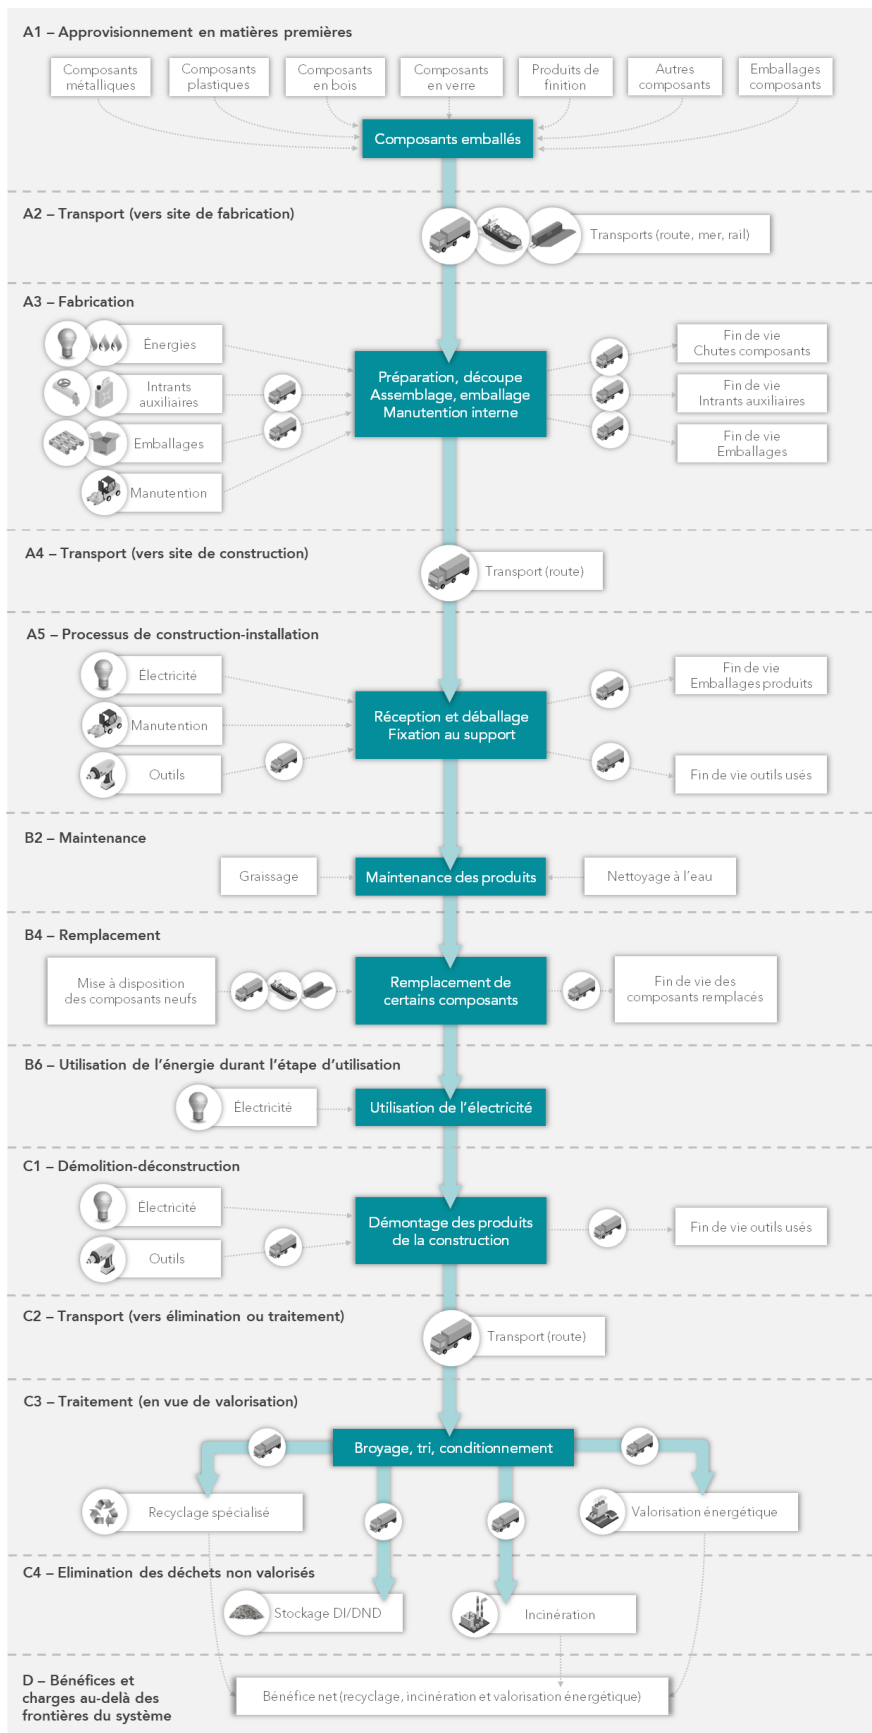 A1 – Approvisionnement en matières premières
Composants
métalliques
Composants
plastiques
Composants
en bois
Composants
en verre
Produits de
finition
Autres
composants
Emballages
composants
Composants emballés
A2 – Transport (vers site de fabrication)
Transports (route, mer, rail)
A3 – Fabrication
Énergies
Intrants
auxiliaires
Emballages
Manutention
Préparation, découpe
Assemblage, emballage
Manutention interne
Fin de vie
Chutes composants
Fin de vie
Intrants auxiliaires
Fin de vie
Emballages
A4 – Transport (vers site de construction)
Transport (route)
A5 – Processus de construction-installation
Électricité
Manutention
Outils
Réception et déballage
Fixation au support
Fin de vie
Emballages produits
Fin de vie outils usés
B2 – Maintenance
Graissage
Maintenance des produits
Nettoyage à l’eau
B4 – Remplacement
Mise à disposition
des composants neufs
Remplacement de
certains composants
Fin de vie des
composants remplacés
B6 – Utilisation de l’énergie durant l’étape d’utilisation
Électricité
Utilisation de l’électricité
C1 – Démolition-déconstruction
Électricité
Outils
Démontage des produits
de la construction
Fin de vie outils usés
C2 – Transport (vers élimination ou traitement)
Transport (route)
C3 – Traitement (en vue de valorisation)
Broyage, tri, conditionnement
Recyclage spécialisé
Valorisation énergétique
C4 – Elimination des déchets non valorisés
Stockage DI/DND
Incinération
D – Bénéfices et
charges au-delà des
frontières du système
Bénéfice net (recyclage, incinération et valorisation énergétique)